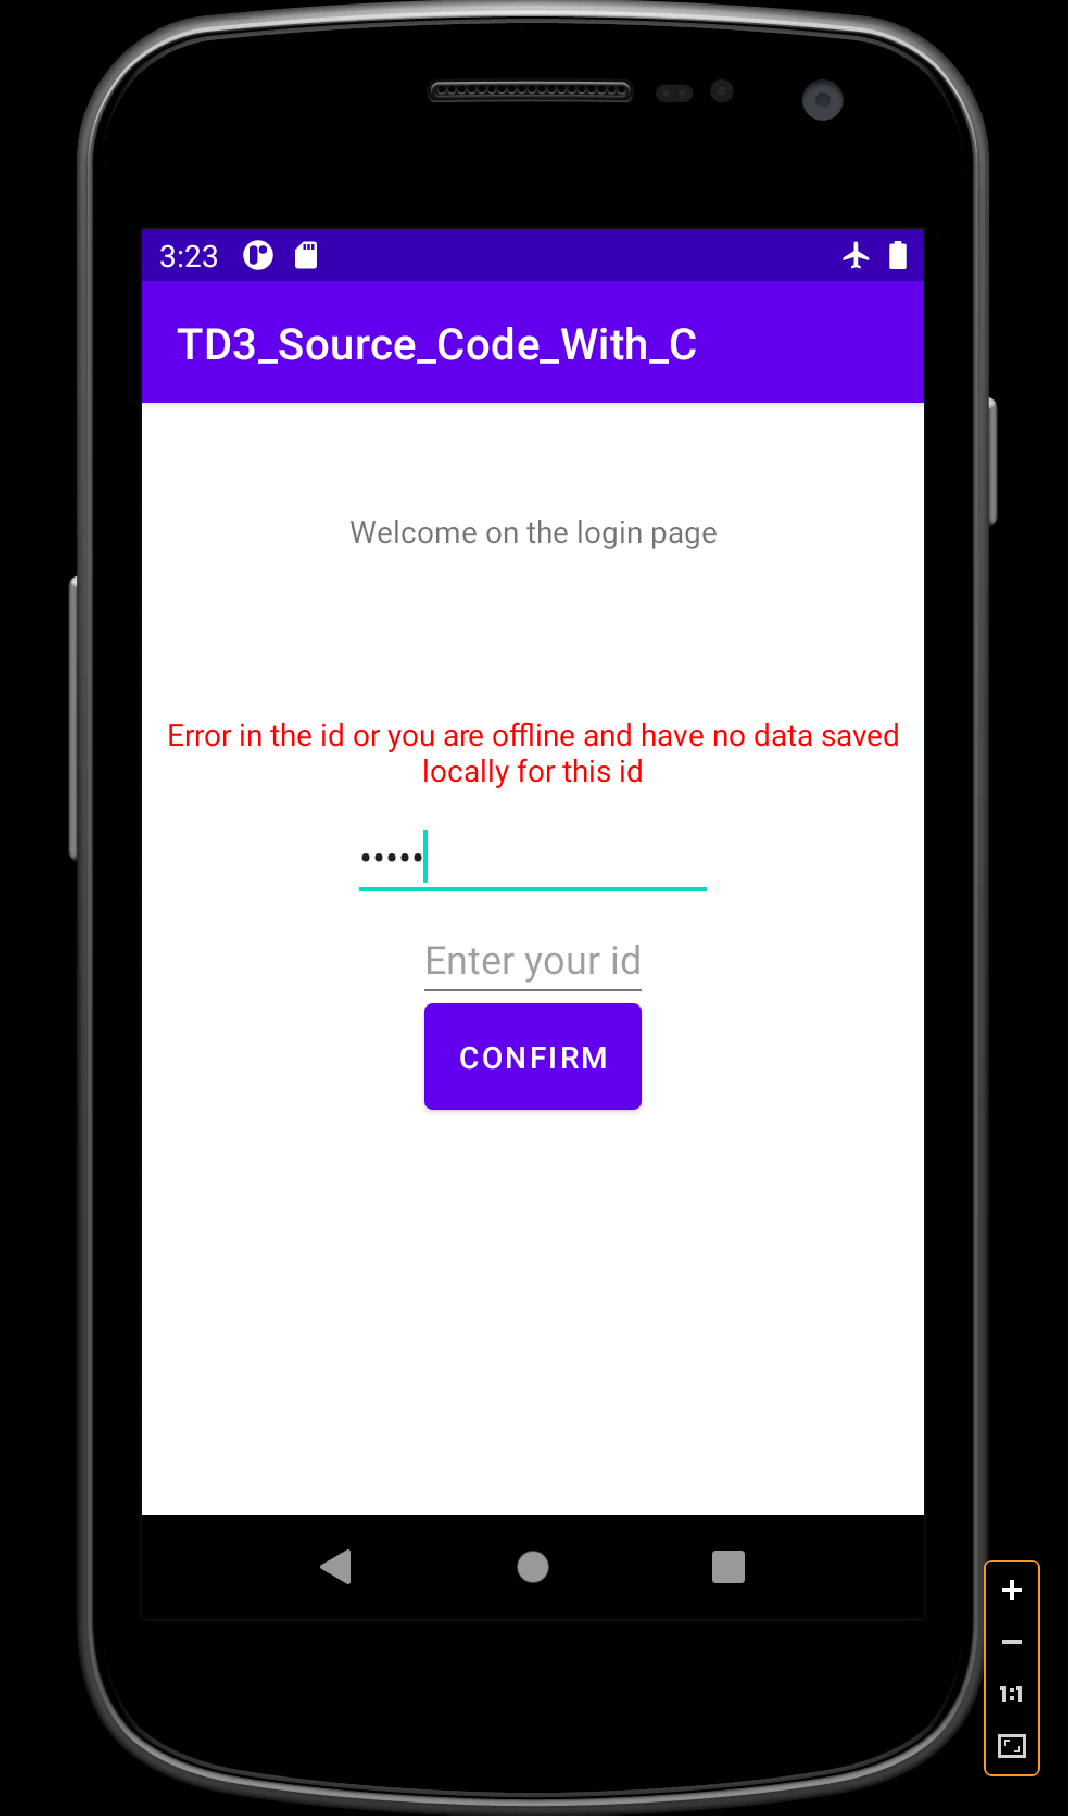 3:23
TD3_Source_Code_With_C
Welcome on the login page
Error in the id or you are offline and have no data saved
locally for this id
•••••
Enter your id
CONFIRM
1:1